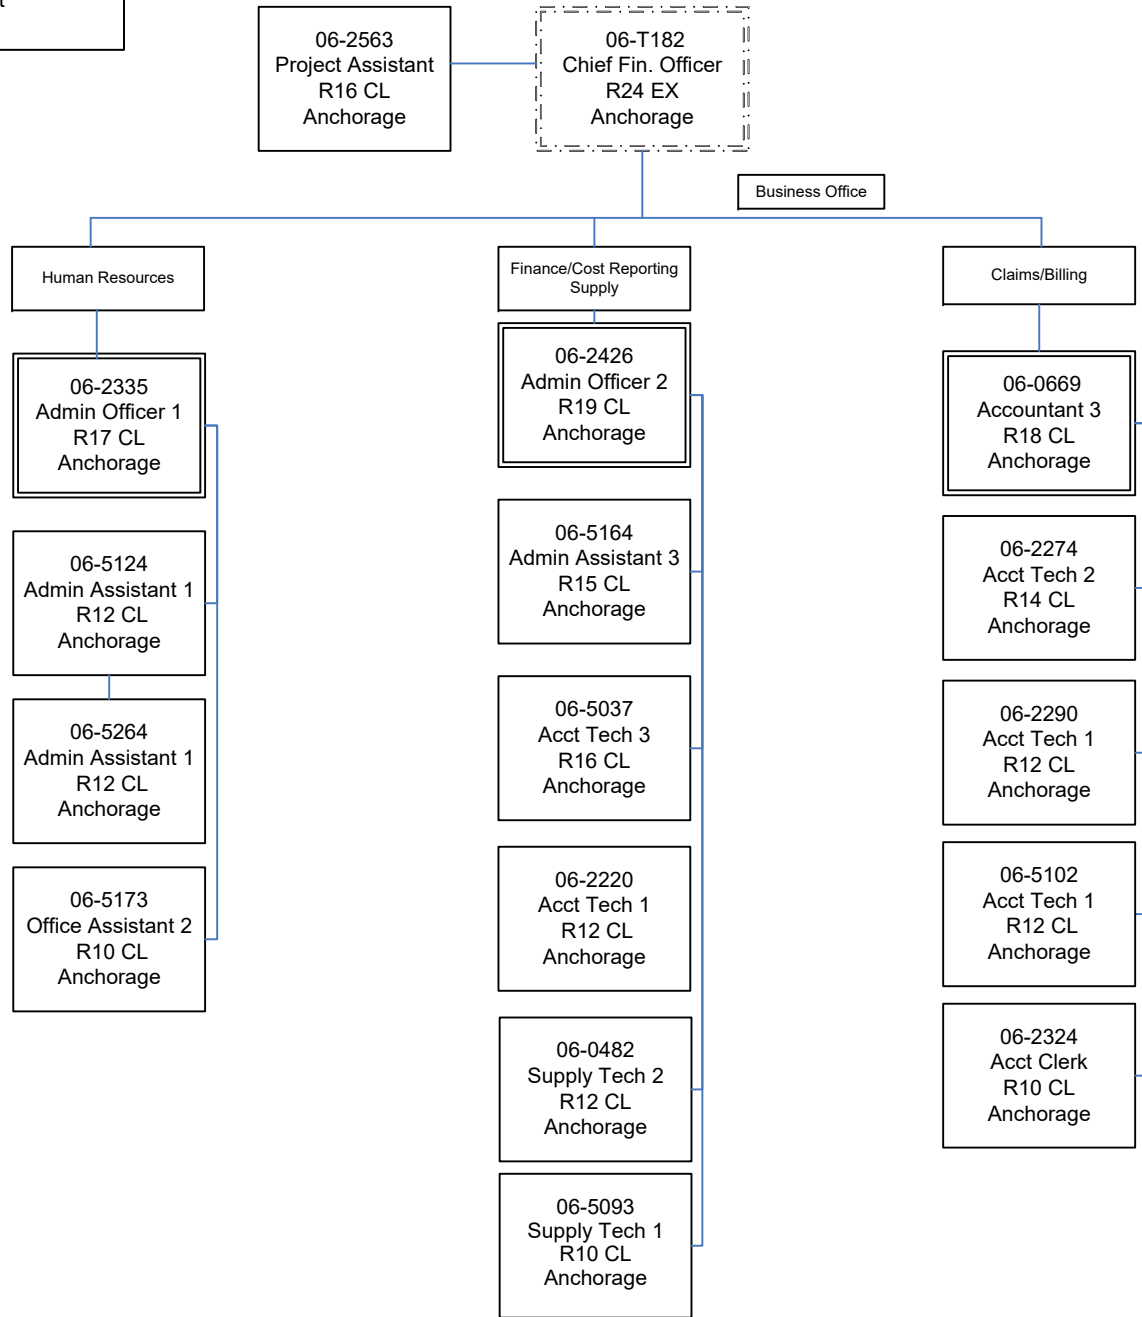 06-2563
Project Assistant
R16 CL
Anchorage
06-T182
Chief Fin. Officer
R24 EX
Anchorage
Business Office
Human Resources
06-2335
Admin Officer 1
R17 CL
Anchorage
06-5124
Admin Assistant 1
R12 CL
Anchorage
06-5264
Admin Assistant 1
R12 CL
Anchorage
06-5173
Office Assistant 2
R10 CL
Anchorage
Finance/Cost Reporting
Supply
06-2426
Admin Officer 2
R19 CL
Anchorage
06-5164
Admin Assistant 3
R15 CL
Anchorage
06-5037
Acct Tech 3
R16 CL
Anchorage
06-2220
Acct Tech 1
R12 CL
Anchorage
06-0482
Supply Tech 2
R12 CL
Anchorage
06-5093
Supply Tech 1
R10 CL
Anchorage
Claims/Billing
06-0669
Accountant 3
R18 CL
Anchorage
06-2274
Acct Tech 2
R14 CL
Anchorage
06-2290
Acct Tech 1
R12 CL
Anchorage
06-5102
Acct Tech 1
R12 CL
Anchorage
06-2324
Acct Clerk
R10 CL
Anchorage